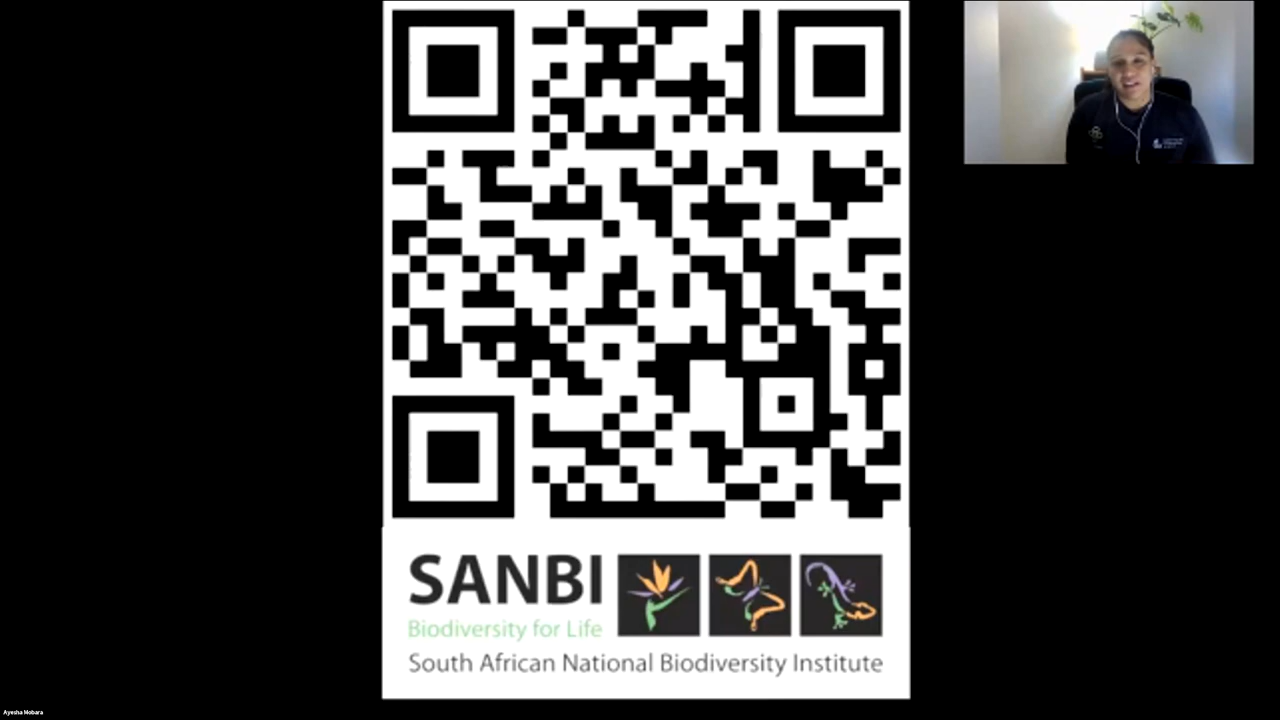 SANBI
Biodiversity for Life
South African National Biodiversity Institute
Ayesha Mobara